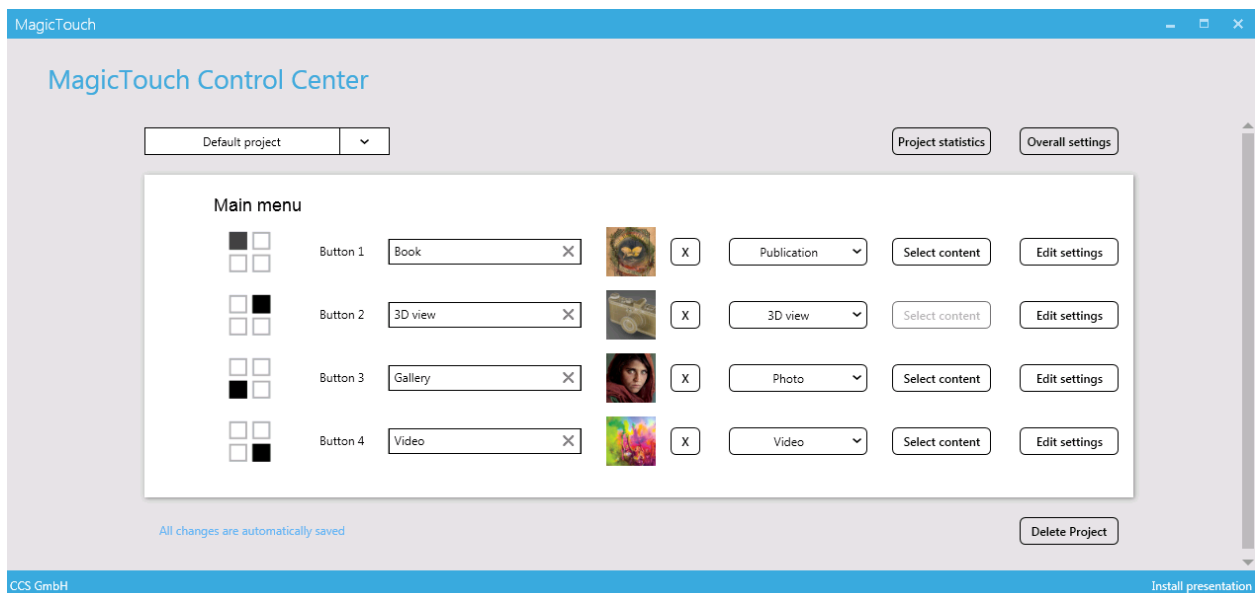 MagicTouch
MagicTouch Control Center
Default project
Project statistics
Overall settings
Main menu
Button 1 Book X Publication Select content Edit settings
Button 2 3D view X 3D view Select content Edit settings
Button 3 Gallery X Photo Select content Edit settings
Button 4 Video X Video Select content Edit settings
All changes are automatically saved
Delete Project
CCS GmbH
Install presentation